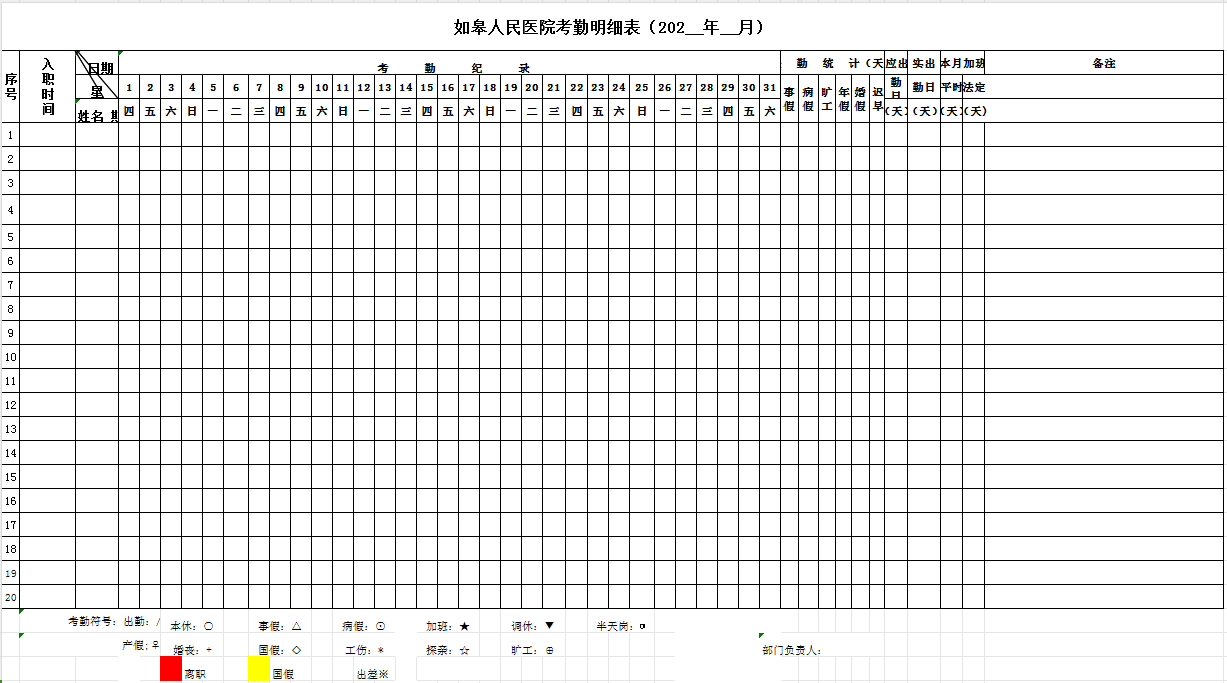 如皋人民医院考勤明细表（202__年__月）
序号 入职时间 日期 考 勤 纪 录 勤 统 计（天 应出 实出 本月加班 备注
星 1 2 3 4 5 6 7 8 9 10 11 12 13 14 15 16 17 18 19 20 21 22 23 24 25 26 27 28 29 30 31 事假 病假 旷工 年假 婚假 迟早 勤日 勤日 平时 法定
姓名 期 四 五 六 日 一 二 三 四 五 六 日 一 二 三 四 五 六 日 一 二 三 四 五 六 日 一 二 三 四 五 六 （天） （天） （天） （天）
1
2
3
4
5
6
7
8
9
10
11
12
13
14
15
16
17
18
19
20
考勤符号：出勤：/ 本休：○ 事假：△ 病假：⊙ 加班：★ 调休：▼ 半天岗：¤
产假：♀ 婚丧：+ 国假：◇ 工伤：* 探亲：☆ 旷工：⊕ 部门负责人：
离职 国假 出差※